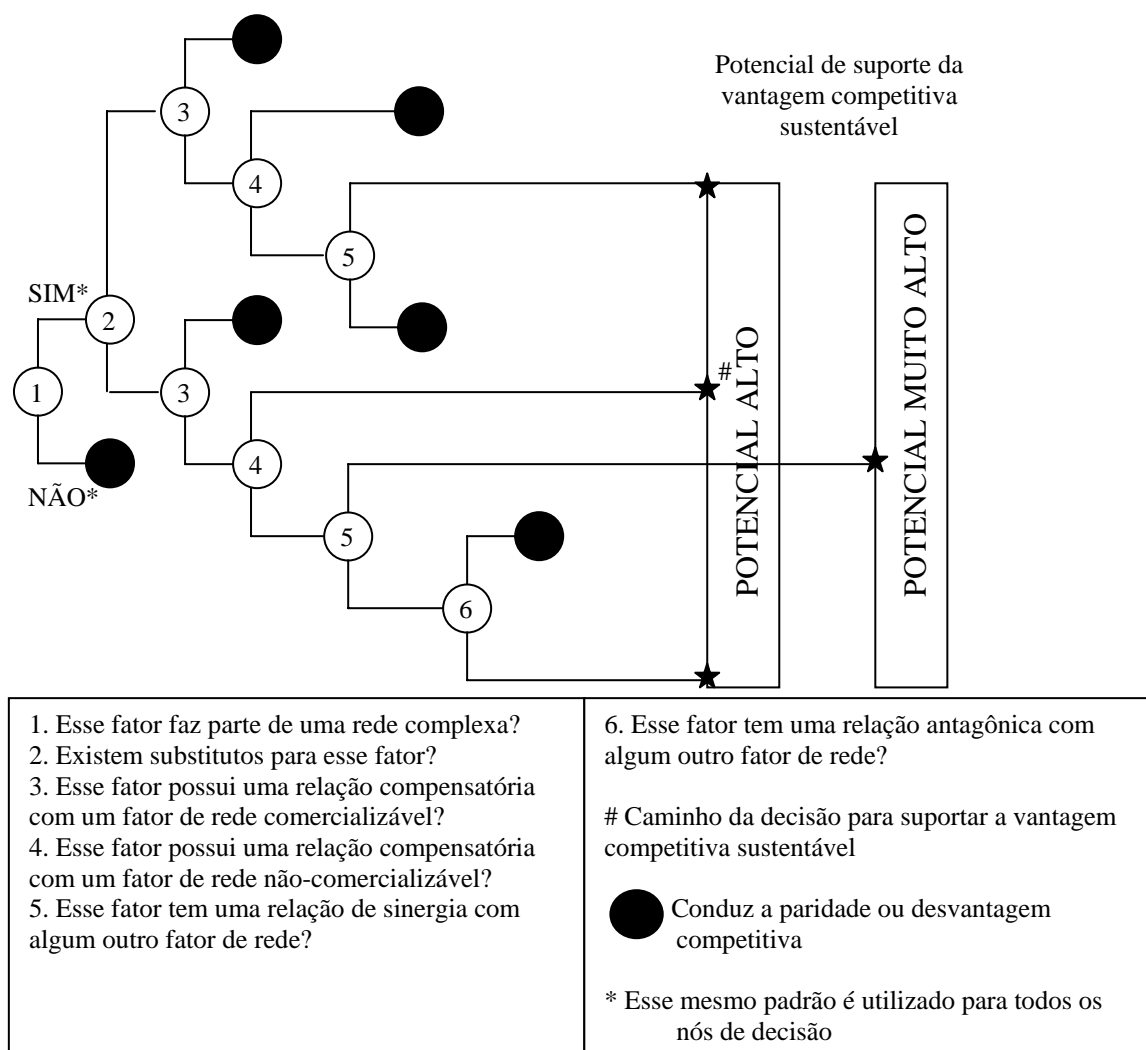 Potencial de suporte da
vantagem competitiva
sustentável
3
4
5
SIM*
2
1
3
NÃO*
4
5
6
#
POTENCIAL ALTO
POTENCIAL MUITO ALTO
1. Esse fator faz parte de uma rede complexa?
2. Existem substitutos para esse fator?
3. Esse fator possui uma relação compensatória
com um fator de rede comercializável?
4. Esse fator possui uma relação compensatória
com um fator de rede não-comercializável?
5. Esse fator tem uma relação de sinergia com
algum outro fator de rede?
6. Esse fator tem uma relação antagônica com
algum outro fator de rede?
# Caminho da decisão para suportar a vantagem
competitiva sustentável
Conduz a paridade ou desvantagem
competitiva
* Esse mesmo padrão é utilizado para todos os
nós de decisão